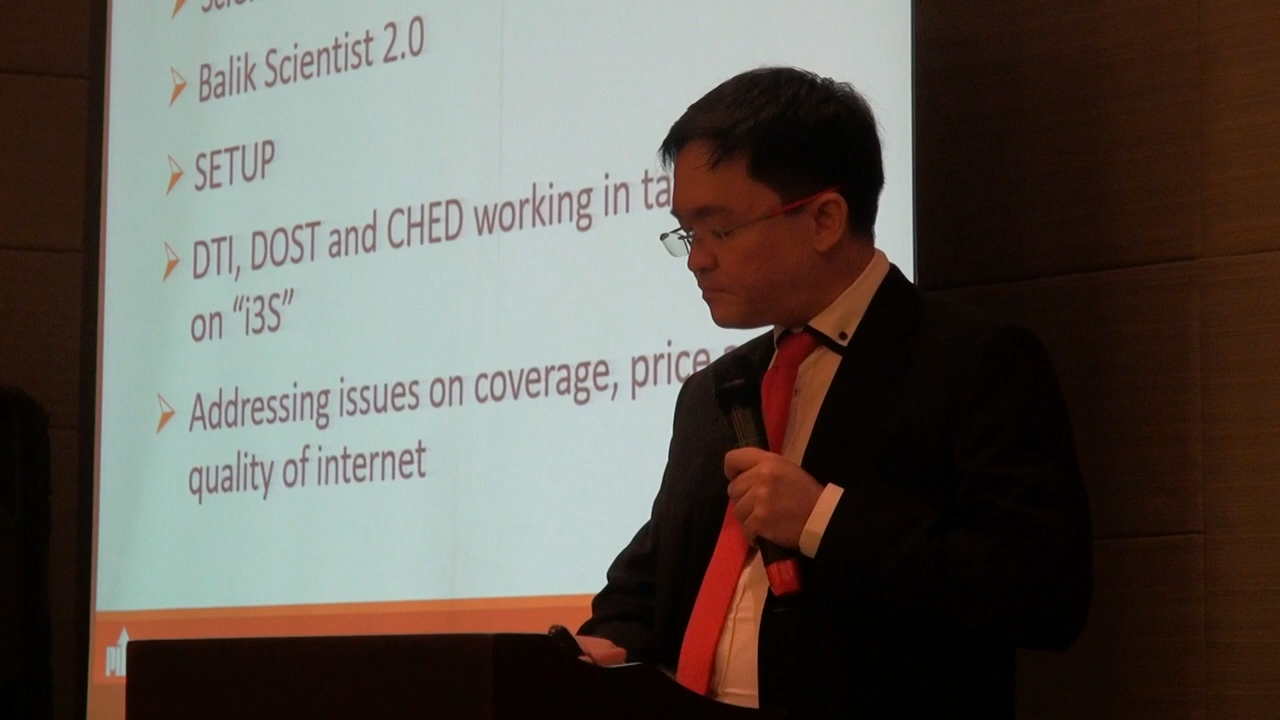 Balik Scientist 2.0
SETUP
DTI, DOST and CHED working in
on “i3S”
Addressing issues on coverage, price
quality of internet